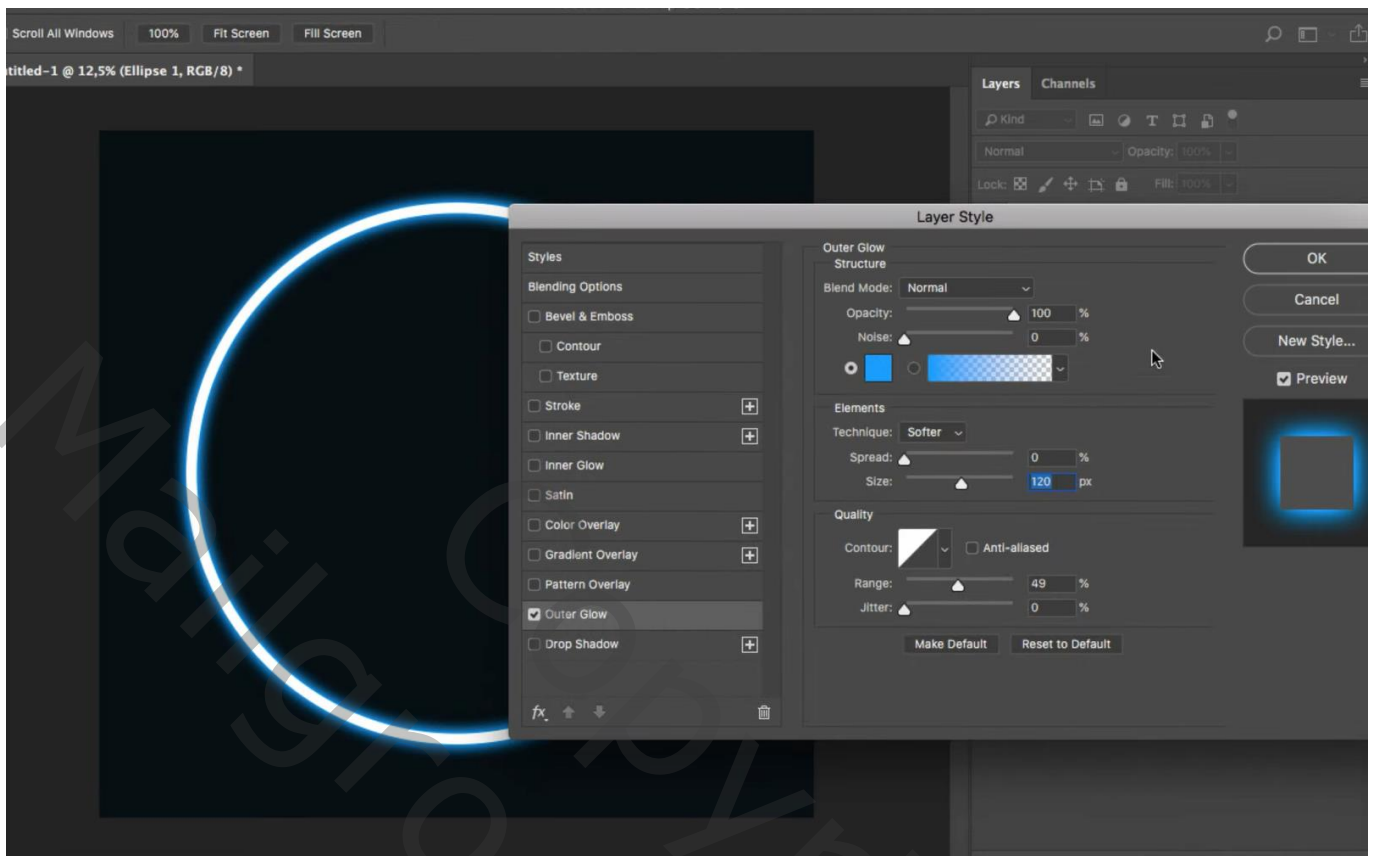 Scroll All Windows 100% Fit Screen Fill Screen
titled-1 @ 12,5% (Ellipse 1, RGB/8) *
Layers Channels
Kind
Normal Opacity: 100%
Lock: Fill: 100%
Layer Style
Styles
Blending Options
Bevel & Emboss
Contour
Texture
Stroke
Inner Shadow
Inner Glow
Satin
Color Overlay
Gradient Overlay
Pattern Overlay
Outer Glow
Drop Shadow
fx
Outer Glow
Structure
Blend Mode: Normal
Opacity: 100 %
Noise: 0 %
Elements
Technique: Softer
Spread: 0 %
Size: 120 px
Quality
Contour: Anti-aliased
Range: 49 %
Jitter: 0 %
Make Default Reset to Default
OK
Cancel
New Style...
Preview